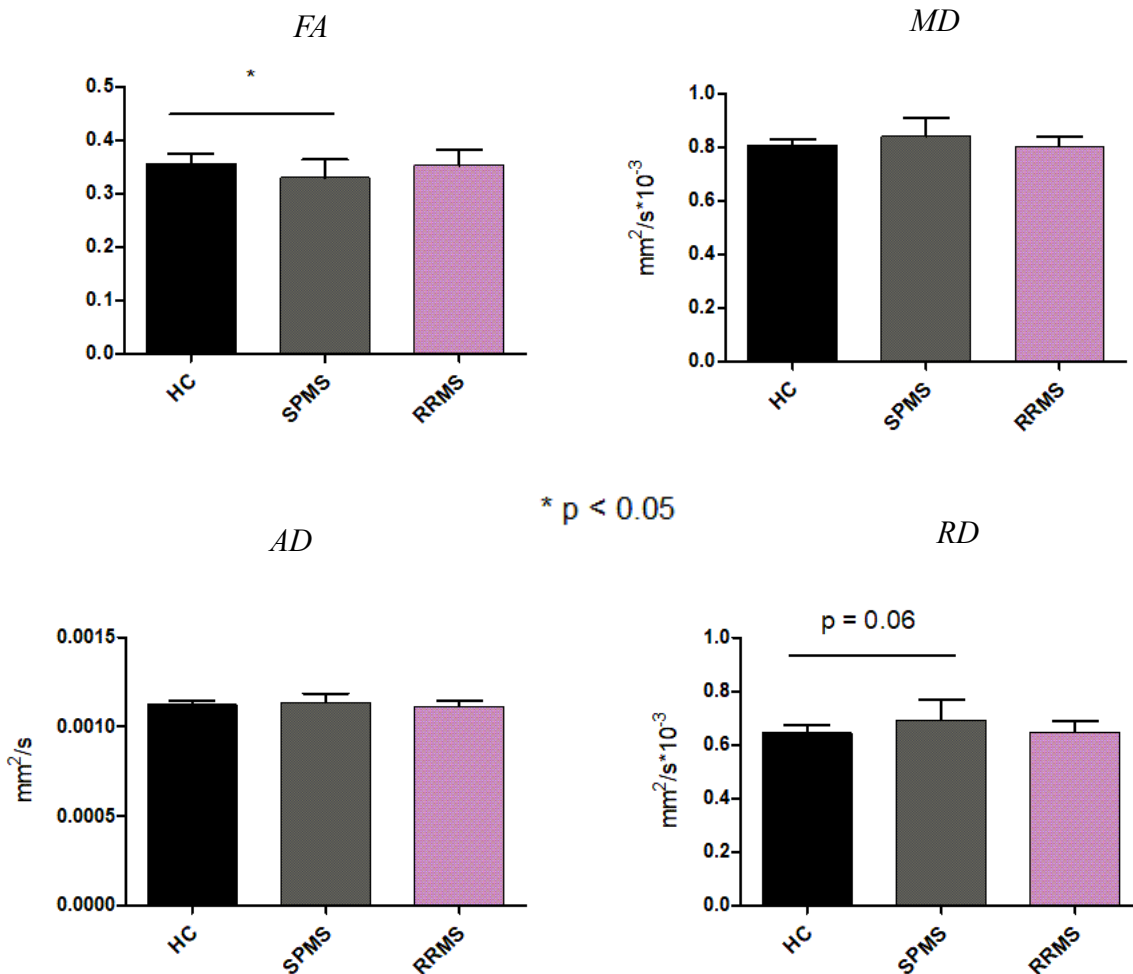 FA
*
0.5
0.4
0.3
0.2
0.1
0.0
HC
SPMS
RRMS
MD
mm²/s*10⁻³
1.0
0.8
0.6
0.4
0.2
0.0
HC
SPMS
RRMS
* p < 0.05
AD
mm²/s
0.0015
0.0010
0.0005
0.0000
HC
SPMS
RRMS
RD
p = 0.06
mm²/s*10⁻³
1.0
0.8
0.6
0.4
0.2
0.0
HC
SPMS
RRMS